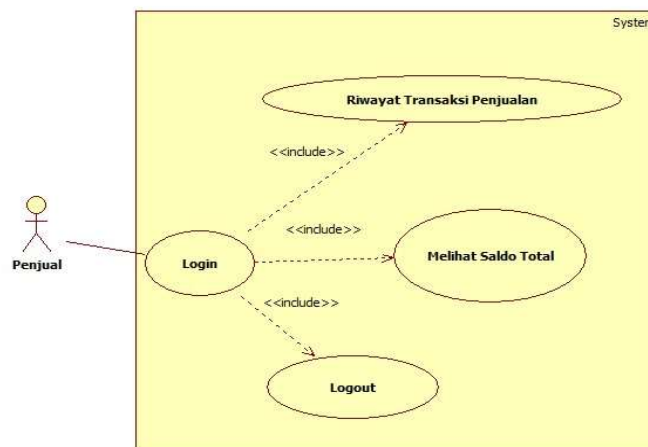 System
Riwayat Transaksi Penjualan
<<include>>
Penjual
Login
<<include>>
Melihat Saldo Total
<<include>>
Logout